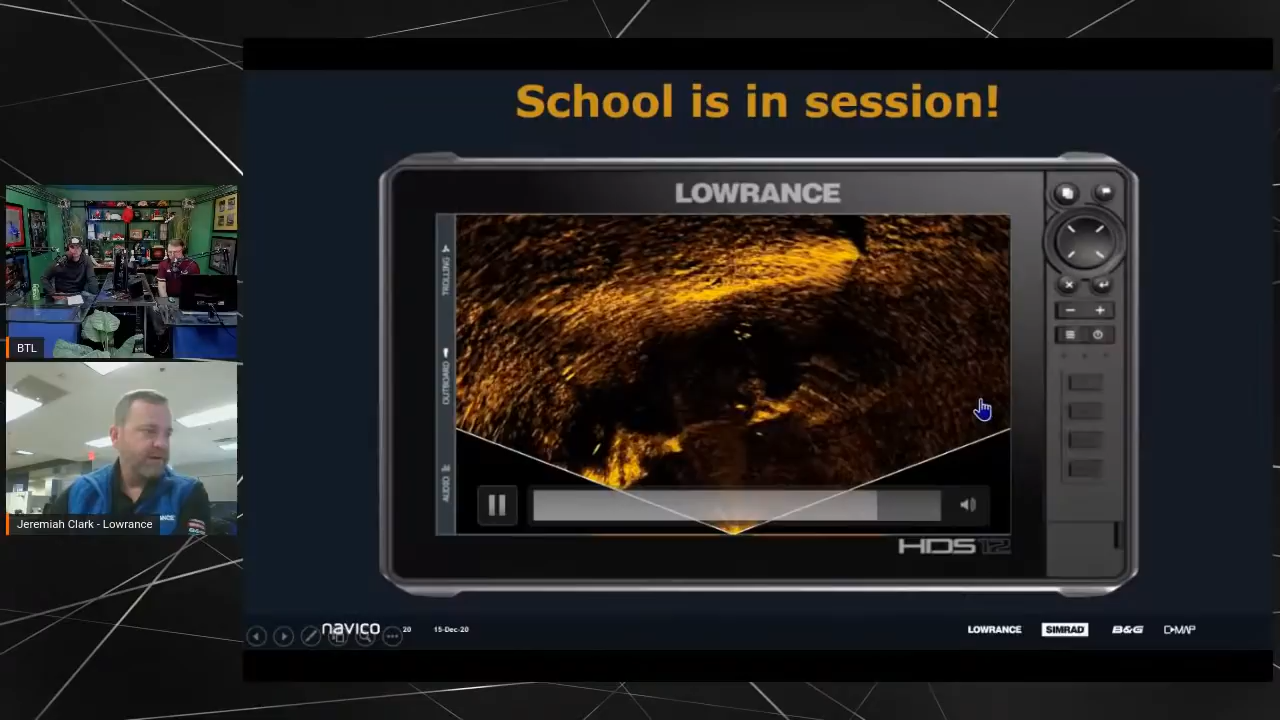 School is in session!
LOWRANCE
TROLLING
OUTBOARD
AUDIO
HDS12
BTL
Jeremiah Clark - Lowrance
navico
20
15-Dec-20
LOWRANCE
SIMRAD
B&G
C-MAP